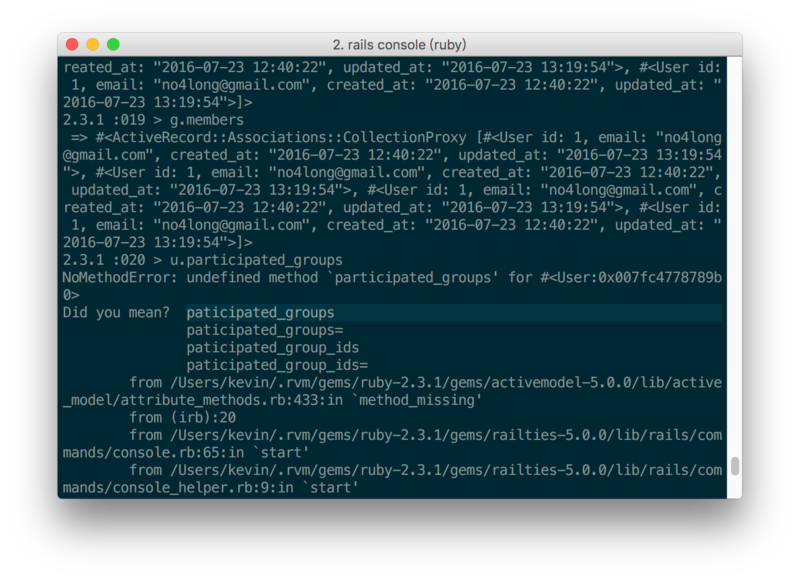 2. rails console (ruby)
reated_at: "2016-07-23 12:40:22", updated_at: "2016-07-23 13:19:54">, #<User id:
 1, email: "no4long@gmail.com", created_at: "2016-07-23 12:40:22", updated_at: "
2016-07-23 13:19:54">]>
2.3.1 :019 > g.members
 => #<ActiveRecord::Associations::CollectionProxy [#<User id: 1, email: "no4long
@gmail.com", created_at: "2016-07-23 12:40:22", updated_at: "2016-07-23 13:19:54
">, #<User id: 1, email: "no4long@gmail.com", created_at: "2016-07-23 12:40:22",
 updated_at: "2016-07-23 13:19:54">, #<User id: 1, email: "no4long@gmail.com", c
reated_at: "2016-07-23 12:40:22", updated_at: "2016-07-23 13:19:54">, #<User id:
 1, email: "no4long@gmail.com", created_at: "2016-07-23 12:40:22", updated_at: "
2016-07-23 13:19:54">]>
2.3.1 :020 > u.participated_groups
NoMethodError: undefined method `participated_groups' for #<User:0x007fc4778789b
0>
Did you mean?  paticipated_groups
               paticipated_groups=
               paticipated_group_ids
               paticipated_group_ids=
        from /Users/kevin/.rvm/gems/ruby-2.3.1/gems/activemodel-5.0.0/lib/active
_model/attribute_methods.rb:433:in `method_missing'
        from (irb):20
        from /Users/kevin/.rvm/gems/ruby-2.3.1/gems/railties-5.0.0/lib/rails/com
mands/console.rb:65:in `start'
        from /Users/kevin/.rvm/gems/ruby-2.3.1/gems/railties-5.0.0/lib/rails/com
mands/console_helper.rb:9:in `start'